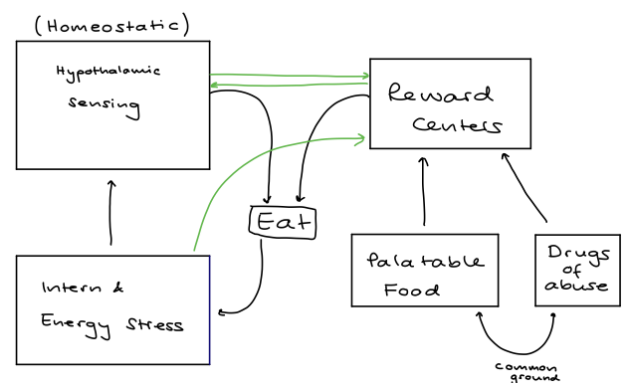 (Homeostatic)
Hypothalamic
Sensing
Reward
Centers
Eat
Intern &
Energy Stress
Palatable
Food
Drugs
of
abuse
common
ground